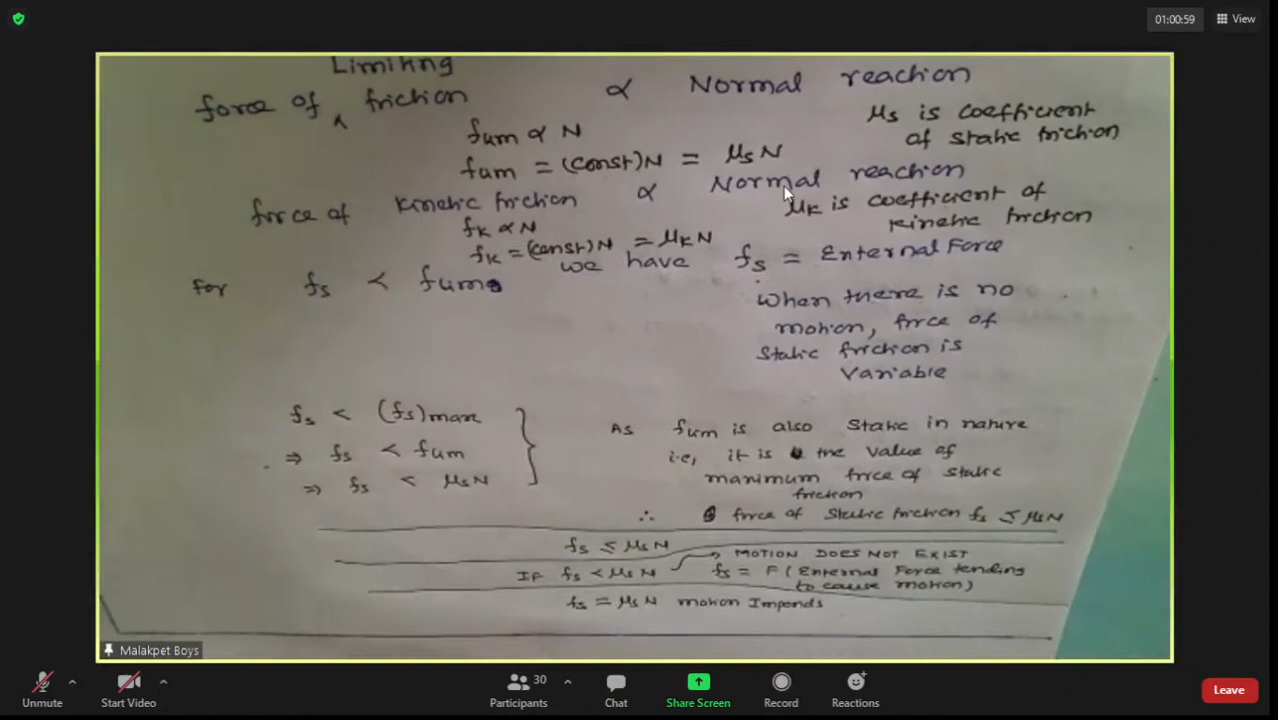 01:00:59
View
Limiting
force of ‸ friction ∝ Normal reaction
flim ∝ N
μs is coefficient
of static friction
flim = (const)N = μsN
force of kinetic friction ∝ Normal reaction
fk ∝ N
μk is coefficient of
kinetic friction
fk = (const)N = μkN
For fs < flim we have fs = External Force
when there is no
motion, force of
static friction is
variable
fs < (fs)max
⇒ fs < flim
⇒ fs < μsN
As flim is also static in nature
i.e, it is the value of
maximum force of static
friction
∴ force of static friction fs ≤ μsN
fs ≤ μsN
IF fs < μsN → MOTION DOES NOT EXIST
fs = F (External Force tending
to cause motion)
fs = μsN motion Impends
Malakpet Boys
Unmute
Start Video
30
Participants
Chat
Share Screen
Record
Reactions
Leave